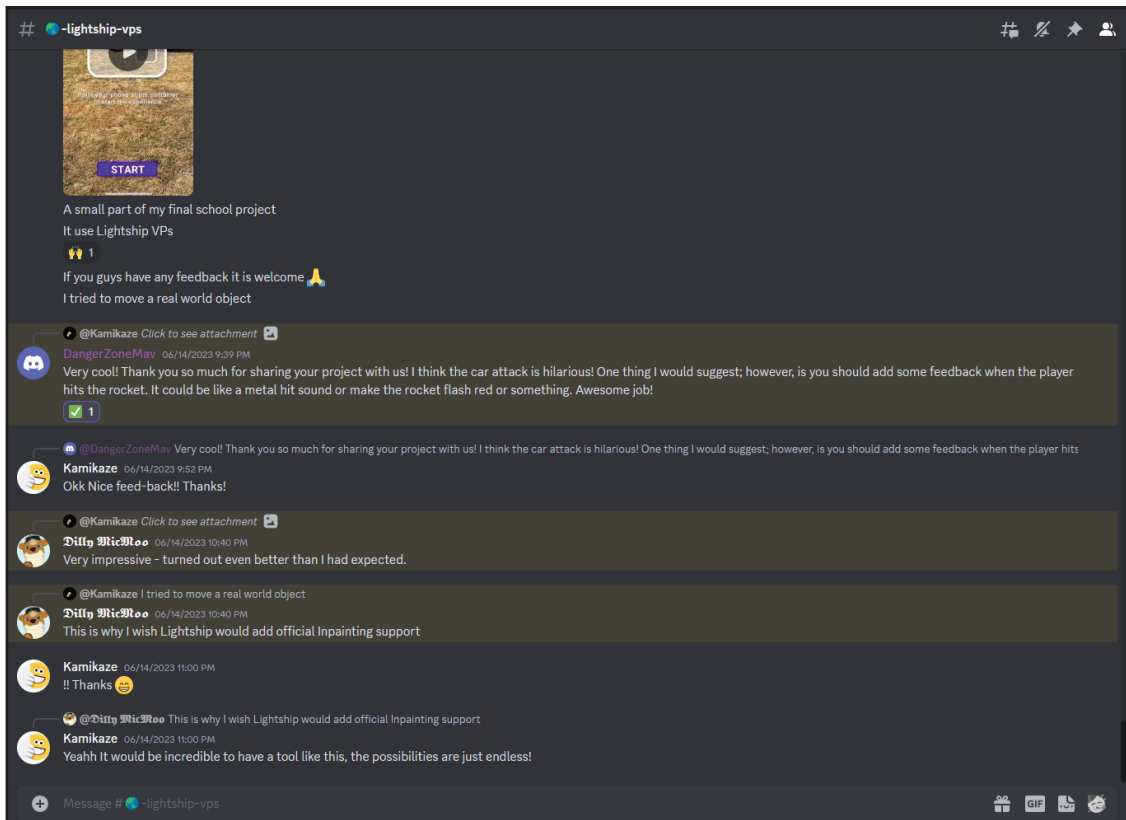 -lightship-vps
Point your phone at the container
to start the experience
START
A small part of my final school project
It use Lightship VPs
1
If you guys have any feedback it is welcome
I tried to move a real world object
@Kamikaze Click to see attachment
DangerZoneMav 06/14/2023 9:39 PM
Very cool! Thank you so much for sharing your project with us! I think the car attack is hilarious! One thing I would suggest; however, is you should add some feedback when the player
hits the rocket. It could be like a metal hit sound or make the rocket flash red or something. Awesome job!
1
@DangerZoneMav Very cool! Thank you so much for sharing your project with us! I think the car attack is hilarious! One thing I would suggest; however, is you should add some feedback when the player hits
Kamikaze 06/14/2023 9:52 PM
Okk Nice feed-back!! Thanks!
@Kamikaze Click to see attachment
𝕯𝖎𝖑𝖑𝖞 𝕸𝖎𝖈𝕸𝖔𝖔 06/14/2023 10:40 PM
Very impressive - turned out even better than I had expected.
@Kamikaze I tried to move a real world object
𝕯𝖎𝖑𝖑𝖞 𝕸𝖎𝖈𝕸𝖔𝖔 06/14/2023 10:40 PM
This is why I wish Lightship would add official Inpainting support
Kamikaze 06/14/2023 11:00 PM
!! Thanks
@𝕯𝖎𝖑𝖑𝖞 𝕸𝖎𝖈𝕸𝖔𝖔 This is why I wish Lightship would add official Inpainting support
Kamikaze 06/14/2023 11:00 PM
Yeahh It would be incredible to have a tool like this, the possibilities are just endless!
Message # -lightship-vps
GIF